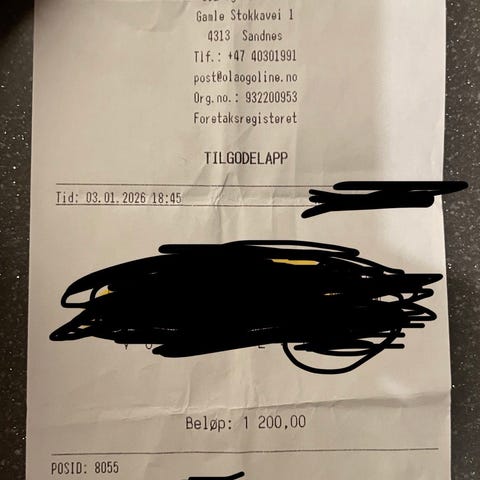 Gamle Stokkavei 1
4313 Sandnes
Tlf.: +47 40301991
post@olaogoline.no
Org.no.: 932200953
Foretaksregisteret
TILGODELAPP
Tid: 03.01.2026 18:45
Beløp: 1 200,00
POSID: 8055